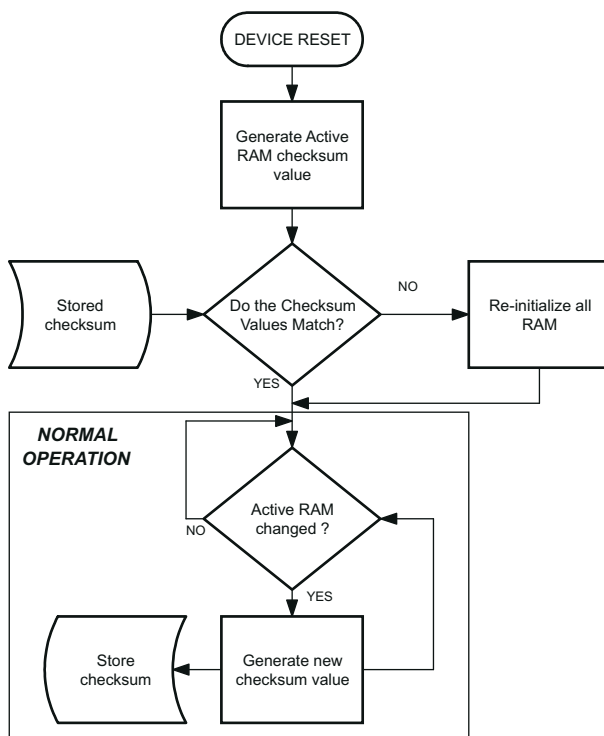 DEVICE RESET
Generate Active
RAM checksum
value
Stored
checksum
Do the Checksum
Values Match?
NO
Re-initialize all
RAM
YES
NORMAL
OPERATION
Active RAM
changed ?
NO
YES
Store
checksum
Generate new
checksum value